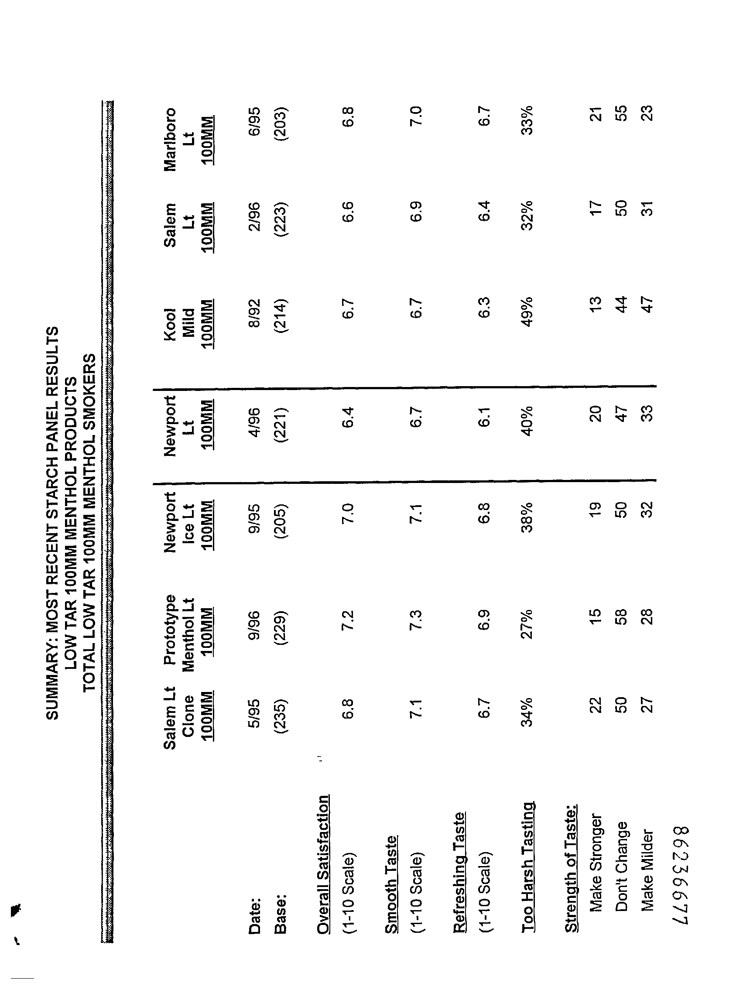 SUMMARY: MOST RECENT STARCH PANEL RESULTS
LOW TAR 100MM MENTHOL PRODUCTS
TOTAL LOW TAR 100MM MENTHOL SMOKERS
Salem Lt Prototype Newport Newport Kool Salem Marlboro
Clone Menthol Lt Ice Lt Lt Mild Lt Lt
100MM 100MM 100MM 100MM 100MM 100MM 100MM
Date: 5/95 9/96 9/95 4/96 8/92 2/96 6/95
Base: (235) (229) (205) (221) (214) (223) (203)
Overall Satisfaction
(1-10 Scale) 6.8 7.2 7.0 6.4 6.7 6.6 6.8
Smooth Taste
(1-10 Scale) 7.1 7.3 7.1 6.7 6.7 6.9 7.0
Refreshing Taste
(1-10 Scale) 6.7 6.9 6.8 6.1 6.3 6.4 6.7
Too Harsh Tasting 34% 27% 38% 40% 49% 32% 33%
Strength of Taste:
Make Stronger 22 15 19 20 13 17 21
Don't Change 50 58 50 47 44 50 55
Make Milder 27 28 32 33 47 31 23
86236677